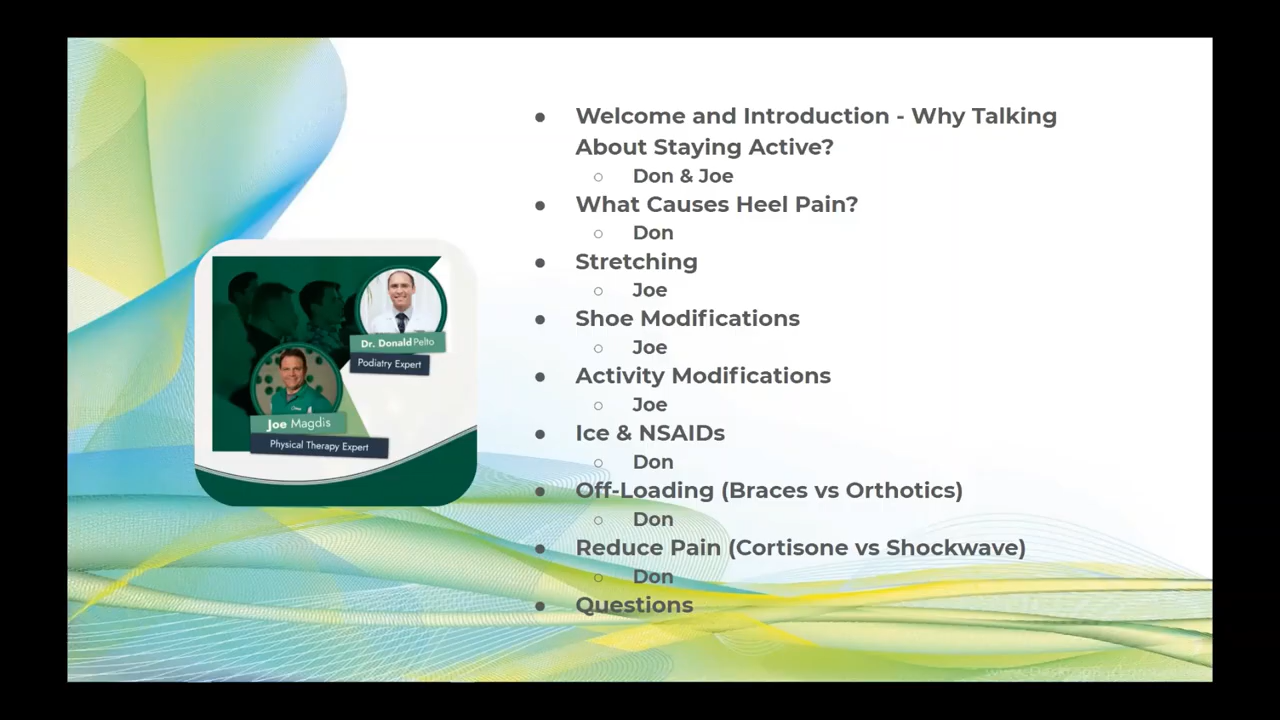 ● Welcome and Introduction - Why Talking
About Staying Active?
○ Don & Joe
● What Causes Heel Pain?
○ Don
● Stretching
○ Joe
● Shoe Modifications
○ Joe
● Activity Modifications
○ Joe
● Ice & NSAIDs
○ Don
● Off-Loading (Braces vs Orthotics)
○ Don
● Reduce Pain (Cortisone vs Shockwave)
○ Don
● Questions
Dr. Donald Pelto
Podiatry Expert
Joe Magdis
Physical Therapy Expert